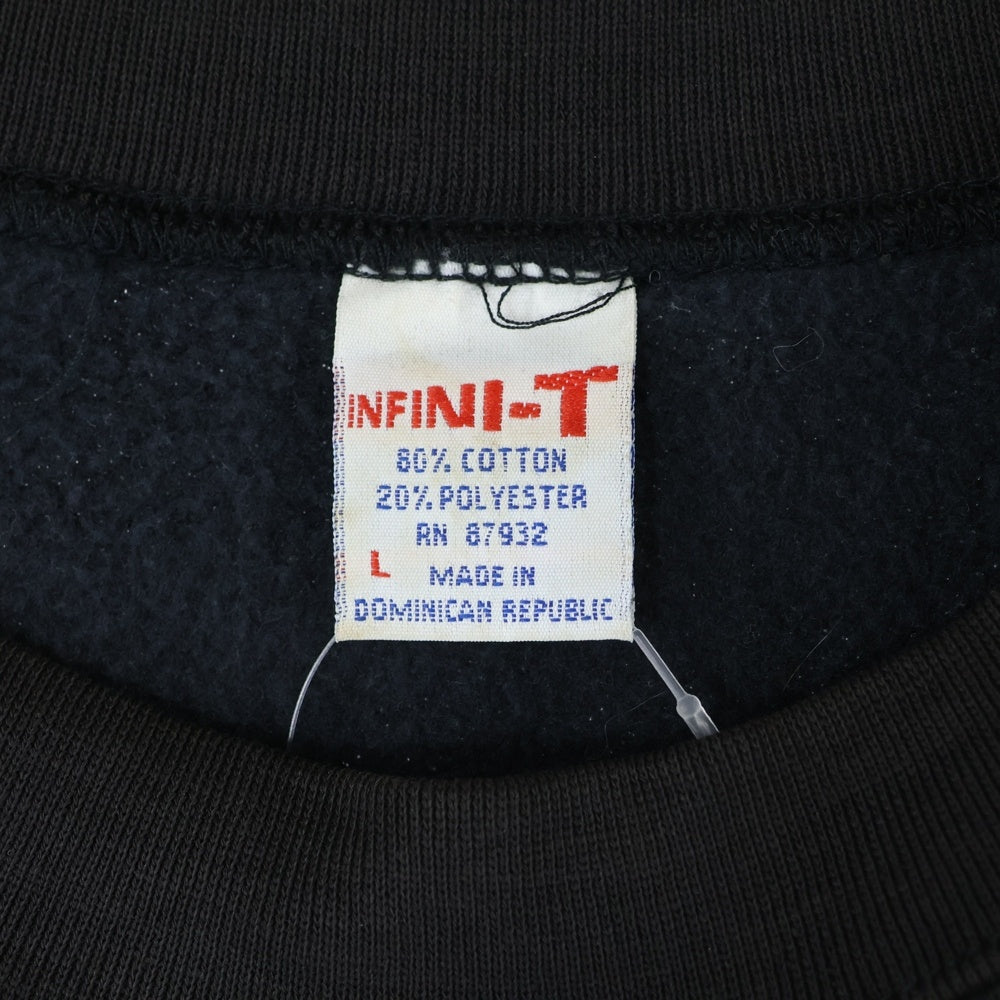 INFINI-T
80% COTTON
20% POLYESTER
RN 87932
L MADE IN
DOMINICAN REPUBLIC